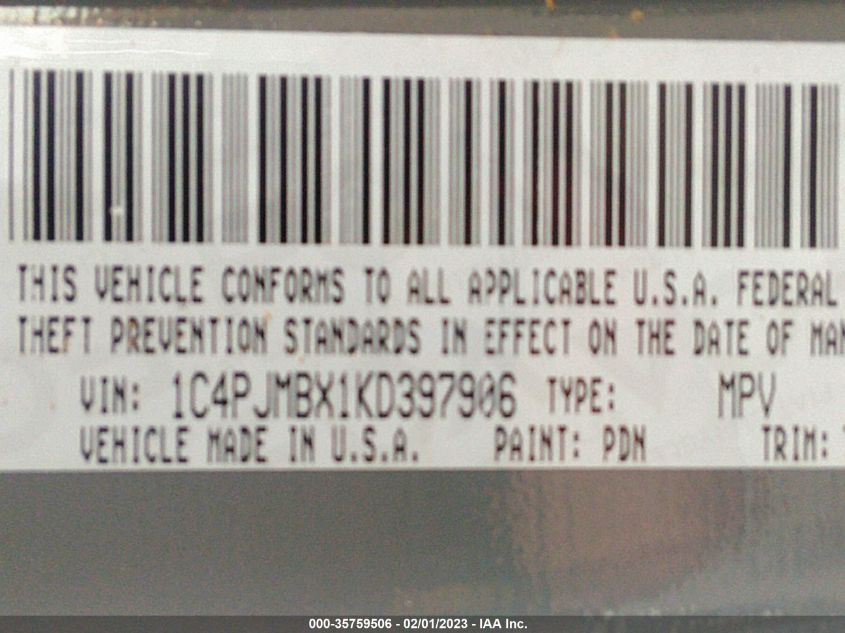 THIS VEHICLE CONFORMS TO ALL APPLICABLE U.S.A. FEDERAL
THEFT PREVENTION STANDARDS IN EFFECT ON THE DATE OF MAN
VIN: 1C4PJMBX1KD397906 TYPE: MPV
VEHICLE MADE IN U.S.A. PAINT: PDN TRIM:
000-35759506 - 02/01/2023 - IAA Inc.